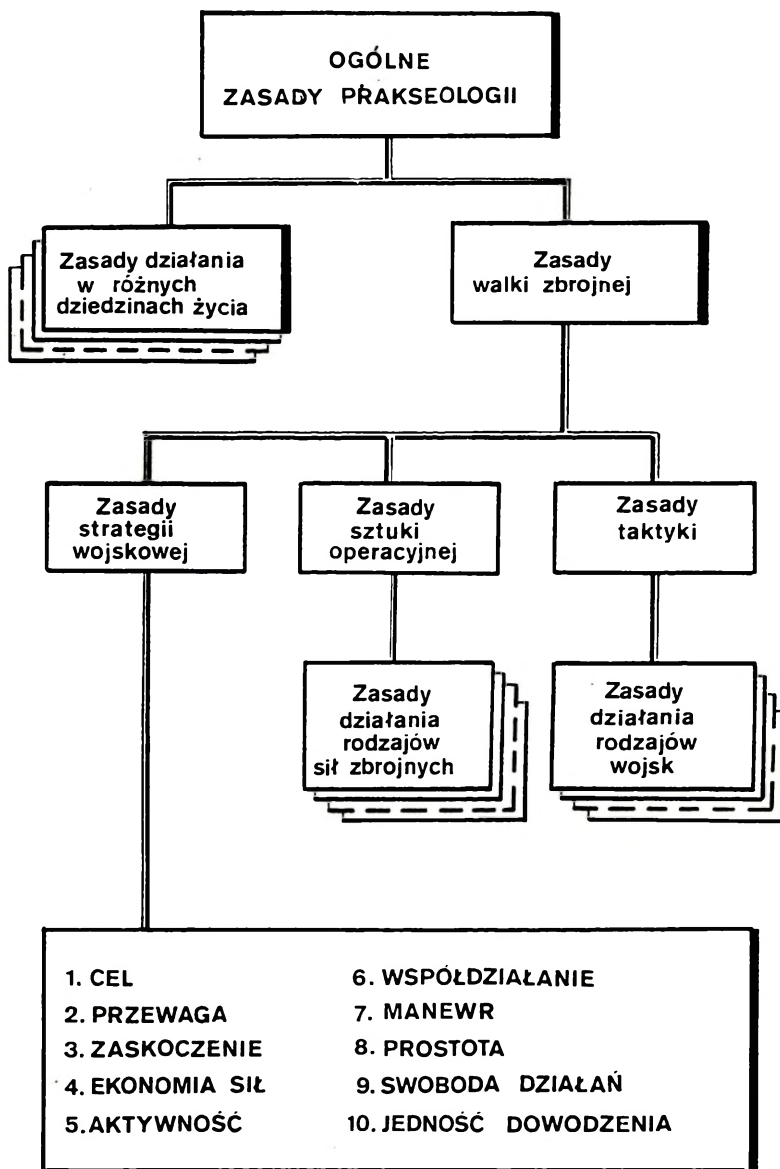 OGÓLNE
ZASADY PRAKSEOLOGII
Zasady działania
w różnych
dziedzinach życia
Zasady
walki zbrojnej
Zasady
strategii
wojskowej
Zasady
sztuki
operacyjnej
Zasady
taktyki
Zasady
działania
rodzajów
sił zbrojnych
Zasady
działania
rodzajów
wojsk
1. CEL
2. PRZEWAGA
3. ZASKOCZENIE
4. EKONOMIA SIŁ
5. AKTYWNOŚĆ
6. WSPÓŁDZIAŁANIE
7. MANEWR
8. PROSTOTA
9. SWOBODA DZIAŁAŃ
10. JEDNOŚĆ DOWODZENIA